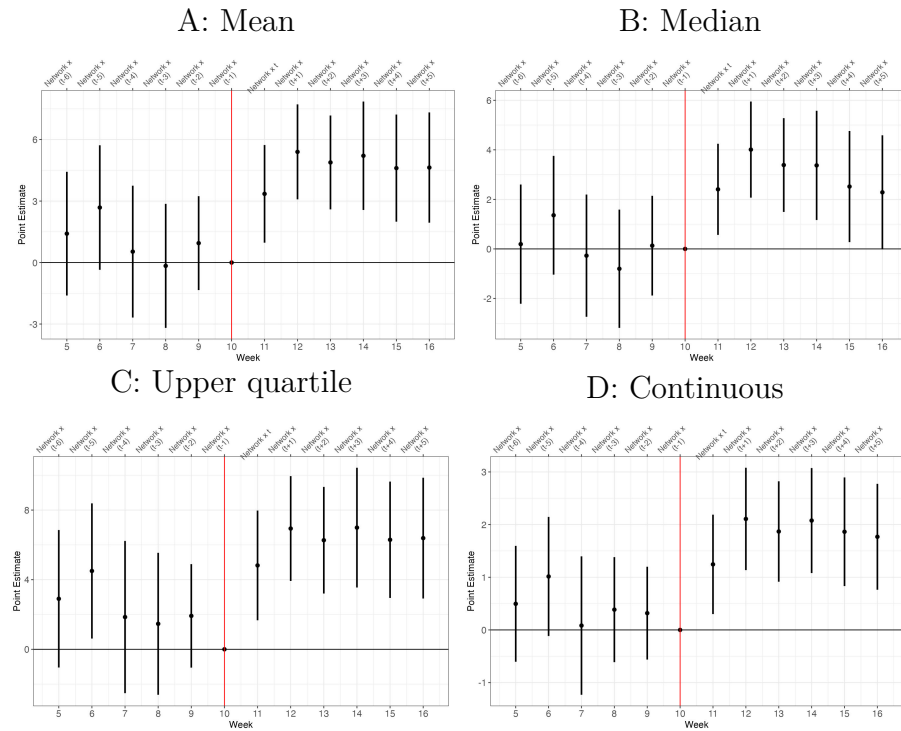 A: Mean
Network x (t-6)
Network x (t-5)
Network x (t-4)
Network x (t-3)
Network x (t-2)
Network x (t-1)
Network x t
Network x (t+1)
Network x (t+2)
Network x (t+3)
Network x (t+4)
Network x (t+5)
Point Estimate
6
3
0
-3
5 6 7 8 9 10 11 12 13 14 15 16
Week
B: Median
Network x (t-6)
Network x (t-5)
Network x (t-4)
Network x (t-3)
Network x (t-2)
Network x (t-1)
Network x t
Network x (t+1)
Network x (t+2)
Network x (t+3)
Network x (t+4)
Network x (t+5)
Point Estimate
6
4
2
0
-2
5 6 7 8 9 10 11 12 13 14 15 16
Week
C: Upper quartile
Network x (t-6)
Network x (t-5)
Network x (t-4)
Network x (t-3)
Network x (t-2)
Network x (t-1)
Network x t
Network x (t+1)
Network x (t+2)
Network x (t+3)
Network x (t+4)
Network x (t+5)
Point Estimate
8
4
0
5 6 7 8 9 10 11 12 13 14 15 16
Week
D: Continuous
Network x (t-6)
Network x (t-5)
Network x (t-4)
Network x (t-3)
Network x (t-2)
Network x (t-1)
Network x t
Network x (t+1)
Network x (t+2)
Network x (t+3)
Network x (t+4)
Network x (t+5)
Point Estimate
3
2
1
0
-1
5 6 7 8 9 10 11 12 13 14 15 16
Week